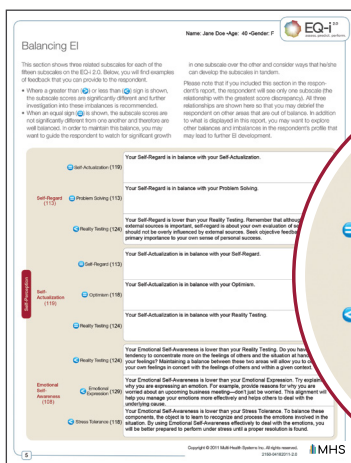 Name: Jane Doe •Age: 40 •Gender: F
EQ-i 2.0
Balancing EI
This section shows three related subscales for each of the
fifteen subscales on the EQ-i 2.0. Below, you will find examples
of feedback that you can provide to the respondent.
• Where a greater than (>) or less than (<) sign is shown,
the subscale scores are significantly different and further
investigation into these imbalances is recommended.
• When an equal sign (=) is shown, the subscale scores are
not significantly different from one another and therefore are
well balanced. In order to maintain this balance, you may
want to guide the respondent to watch for significant growth
in one subscale over the other and consider ways that he/she
can develop the subscales in tandem.
Please note that if you included this section in the respon-
dent's report, the respondent will see only one subscale (the
relationship with the greatest score discrepancy). All three
relationships are shown here so that you may debrief the
respondent on other areas that are out of balance. In addition
to what is displayed in this report, you may want to explore
other balances and imbalances in the respondent's profile that
may lead to further EI development.
Self-Perception
Self-Regard
(113)
= Self-Actualization (119)
Your Self-Regard is in balance with your Self-Actualization.
= Problem Solving (113)
Your Self-Regard is in balance with your Problem Solving.
< Reality Testing (124)
Your Self-Regard is lower than your Reality Testing. Remember that althoug
external sources is important, self-regard is about your own evaluation of
should not be overly influenced by external sources. Seek objective feedb
primary importance to your own sense of personal success.
Self-
Actualization
(119)
= Self-Regard (113)
Your Self-Actualization is in balance with your Self-Regard.
= Optimism (118)
Your Self-Actualization is in balance with your Optimism.
= Reality Testing (124)
Your Self-Actualization is in balance with your Reality Testing.
Emotional
Self-
Awareness
< Reality Testing (124)
Your Emotional Self-Awareness is lower than your Reality Testing. Do you have
tendency to concentrate more on the feelings of others and the situation at hand
your feelings? Maintaining a balance between these two areas will allow you to
your own feelings in concert with the feelings of others and within a given context.
< Emotional Expression (129)
Your Emotional Self-Awareness is lower than your Emotional Expression. Try explain
why you are expressing an emotion. For example, provide reasons for why you are
worried about an upcoming business meeting—don't just be worried. This alignment will
help you manage your emotions more effectively and helps others to deal with the
underlying cause.
< Stress Tolerance (118)
Your Emotional Self-Awareness is lower than your Stress Tolerance. To balance these
components, the object is to learn to recognize and process the emotions involved in the
situation. By using Emotional Self-Awareness effectively to deal with the emotions, you
will be better prepared to perform under stress until a proper resolution is found.
5
Copyright © 2011 Multi-Health Systems Inc. All rights reserved.
MHS